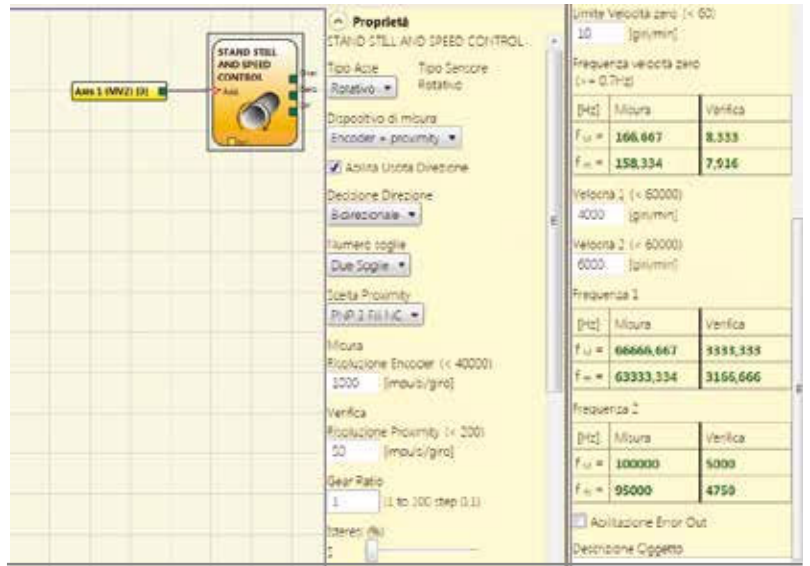 Axis 1 (MV2) [0]
STAND STILL
AND SPEED
CONTROL
Axis
Over
Zero
Dir
Proprietà
STAND STILL AND SPEED CONTROL
Tipo Asse Tipo Sensore
Rotativo Rotativo
Dispositivo di misura
Encoder + proximity
Abilita Uscita Direzione
Decisione Direzione
Bidirezionale
Numero soglie
Due Soglie
Scelta Proximity
PNP 2 Fili NC
Misura
Risoluzione Encoder (< 40000)
1000 [impulsi/giro]
Verifica
Risoluzione Proximity (< 200)
50 [impulsi/giro]
Gear Ratio
1 (1 to 100 step 0.1)
Isteresi (%)
5
Limite Velocità zero (< 60)
10 [giri/min]
Frequenza velocità zero
(>= 0.7Hz)
[Hz] Misura Verifica
f = 166,667 8,333
f = 158,334 7,916
Velocità 1 (< 60000)
4000 [giri/min]
Velocità 2 (< 60000)
6000 [giri/min]
Frequenza 1
[Hz] Misura Verifica
f = 66666,667 3333,333
f = 63333,334 3166,666
Frequenza 2
[Hz] Misura Verifica
f = 100000 5000
f = 95000 4750
Abilitazione Error Out
Descrizione Oggetto